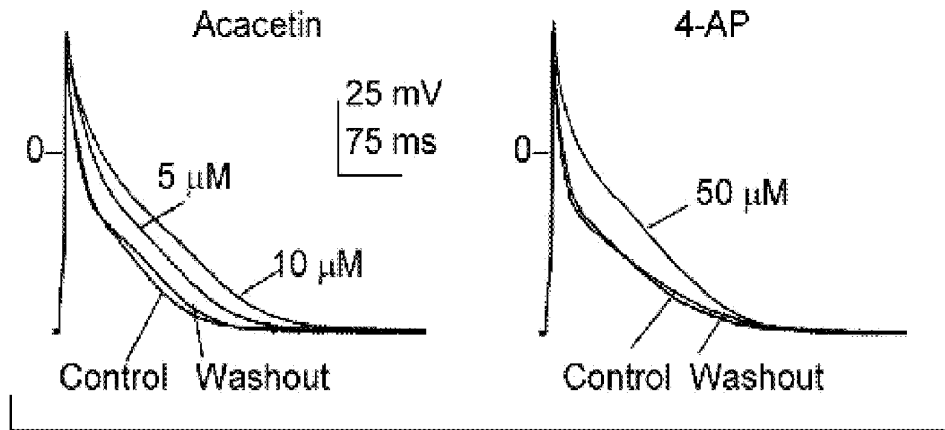 Acacetin
0
25 mV
75 ms
5 µM
10 µM
Control Washout
4-AP
0
50 µM
Control Washout